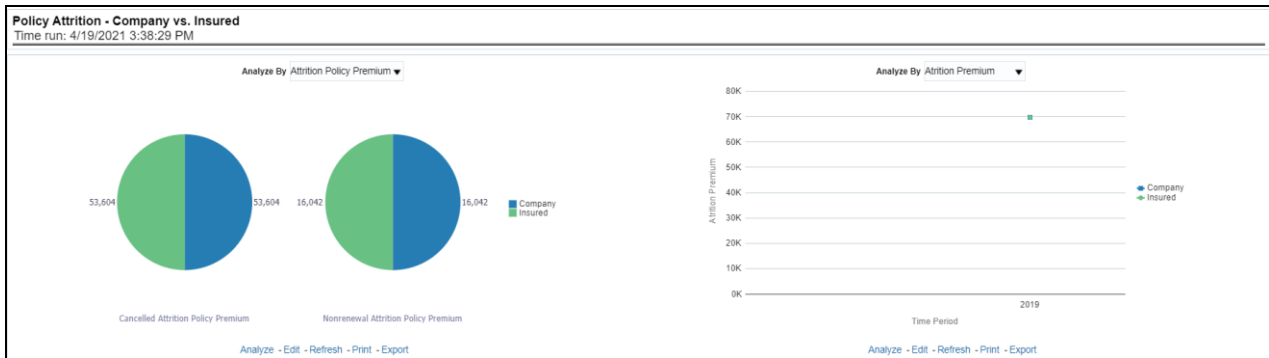 Policy Attrition - Company vs. Insured
Time run: 4/19/2021 3:38:29 PM
Analyze By Attrition Policy Premium
53,604
53,604
16,042
16,042
Company
Insured
Cancelled Attrition Policy Premium
Nonrenewal Attrition Policy Premium
Analyze - Edit - Refresh - Print - Export
Analyze By Atrition Premium
80K
70K
60K
50K
40K
30K
20K
10K
0K
Atrition Premium
2019
Time Period
Company
Insured
Analyze - Edit - Refresh - Print - Export